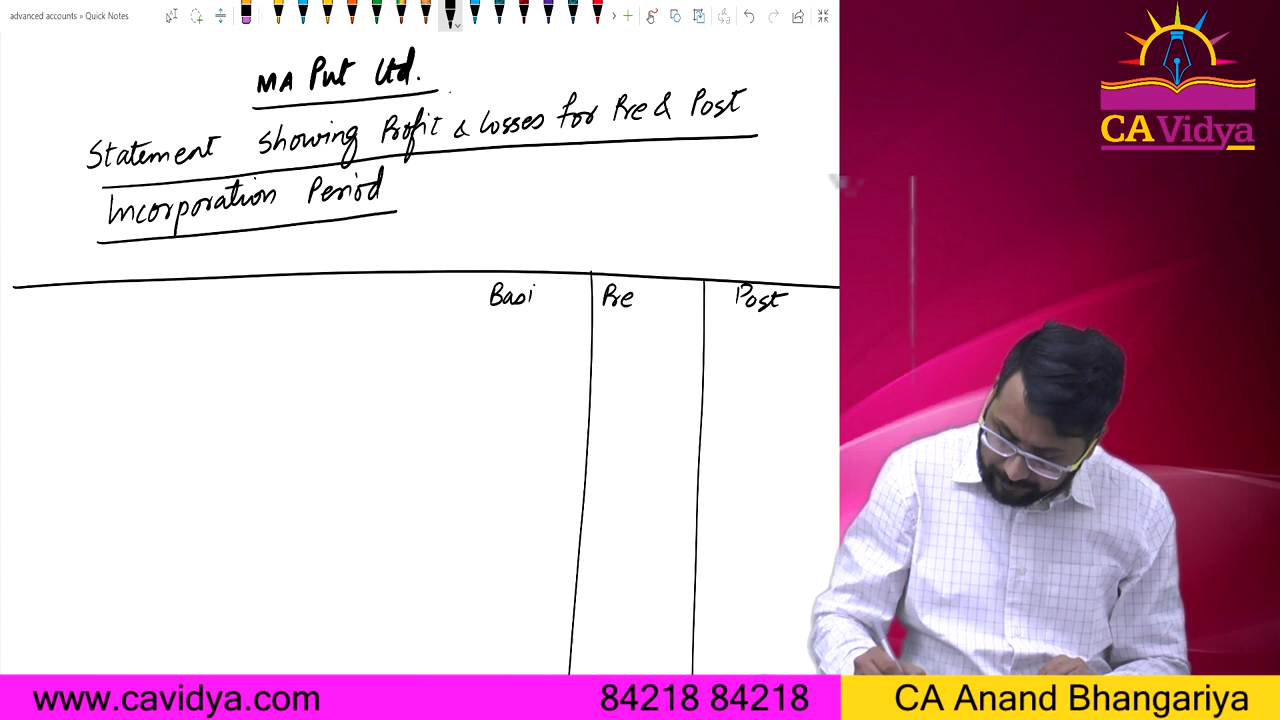 advanced accounts » Quick Notes
MA Pvt Ltd.
Statement Showing Profit & Losses for Pre & Post
Incorporation Period
Basi Pre Post
CA Vidya
www.cavidya.com 84218 84218 CA Anand Bhangariya